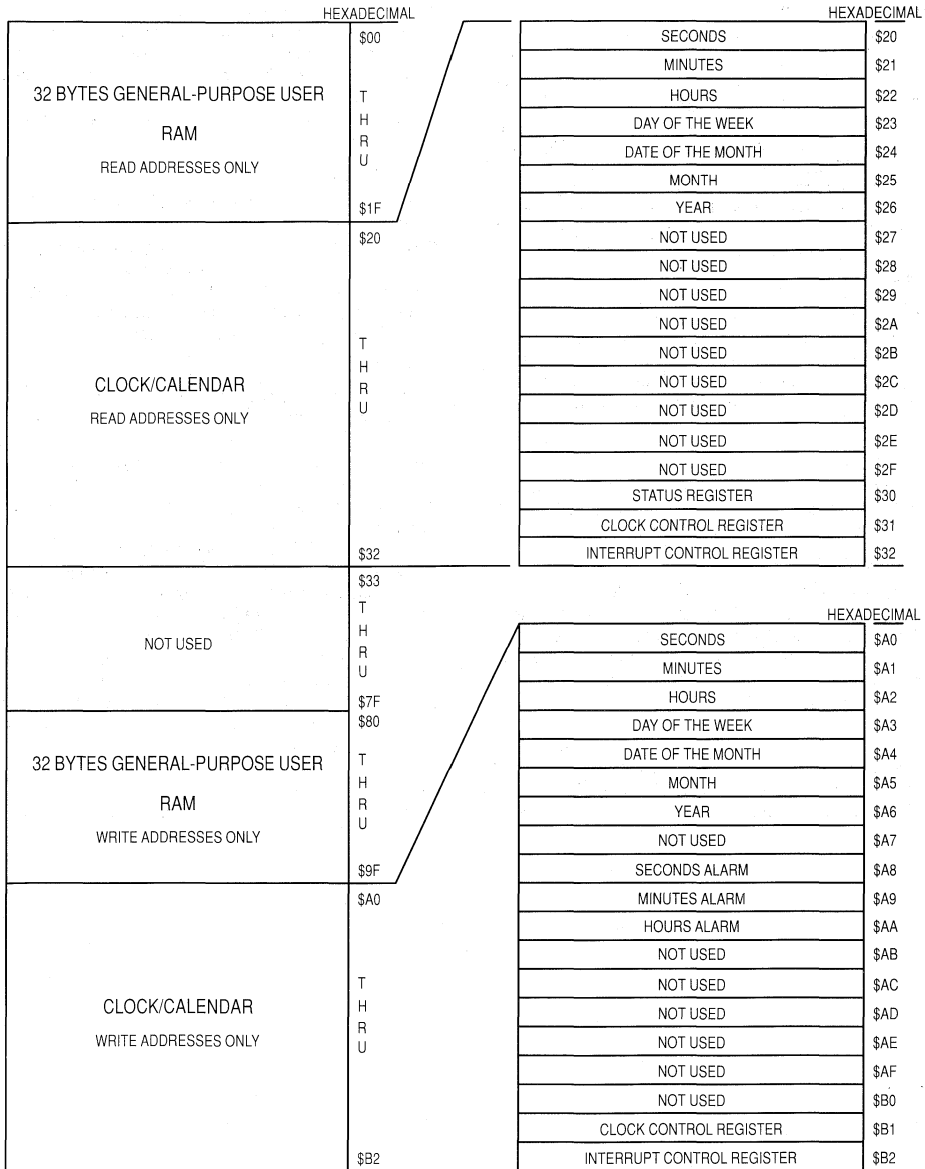 HEXADECIMAL
$00
32 BYTES GENERAL-PURPOSE USER
RAM
READ ADDRESSES ONLY
T
H
R
U
$1F
$20
CLOCK/CALENDAR
READ ADDRESSES ONLY
T
H
R
U
$32
$33
NOT USED
T
H
R
U
$7F
$80
32 BYTES GENERAL-PURPOSE USER
RAM
WRITE ADDRESSES ONLY
T
H
R
U
$9F
$A0
CLOCK/CALENDAR
WRITE ADDRESSES ONLY
T
H
R
U
$B2
HEXADECIMAL
SECONDS $20
MINUTES $21
HOURS $22
DAY OF THE WEEK $23
DATE OF THE MONTH $24
MONTH $25
YEAR $26
NOT USED $27
NOT USED $28
NOT USED $29
NOT USED $2A
NOT USED $2B
NOT USED $2C
NOT USED $2D
NOT USED $2E
NOT USED $2F
STATUS REGISTER $30
CLOCK CONTROL REGISTER $31
INTERRUPT CONTROL REGISTER $32
HEXADECIMAL
SECONDS $A0
MINUTES $A1
HOURS $A2
DAY OF THE WEEK $A3
DATE OF THE MONTH $A4
MONTH $A5
YEAR $A6
NOT USED $A7
SECONDS ALARM $A8
MINUTES ALARM $A9
HOURS ALARM $AA
NOT USED $AB
NOT USED $AC
NOT USED $AD
NOT USED $AE
NOT USED $AF
NOT USED $B0
CLOCK CONTROL REGISTER $B1
INTERRUPT CONTROL REGISTER $B2